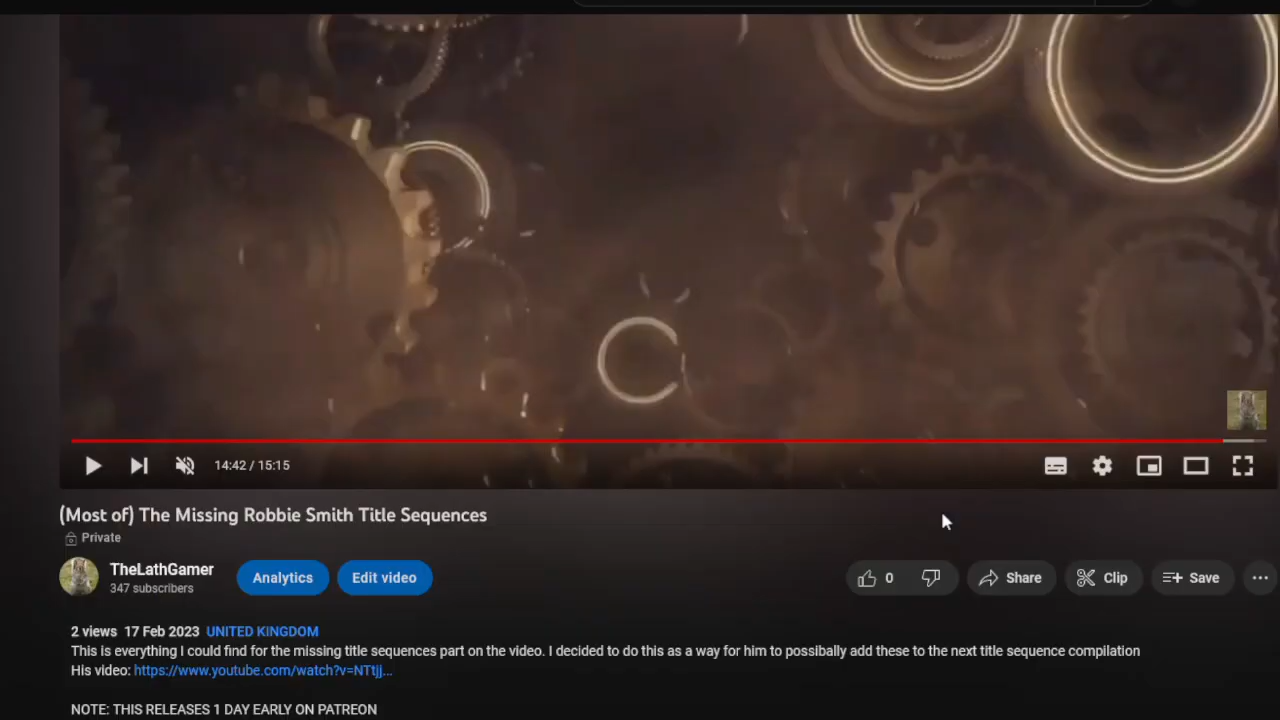 14:42 / 15:15
(Most of) The Missing Robbie Smith Title Sequences
Private
TheLathGamer
347 subscribers
Analytics
Edit video
0
Share
Clip
Save
2 views 17 Feb 2023 UNITED KINGDOM
This is everything I could find for the missing title sequences part on the video. I decided to do this as a way for him to possibally add these to the next title sequence compilation
His video: https://www.youtube.com/watch?v=NTtjj...
NOTE: THIS RELEASES 1 DAY EARLY ON PATREON